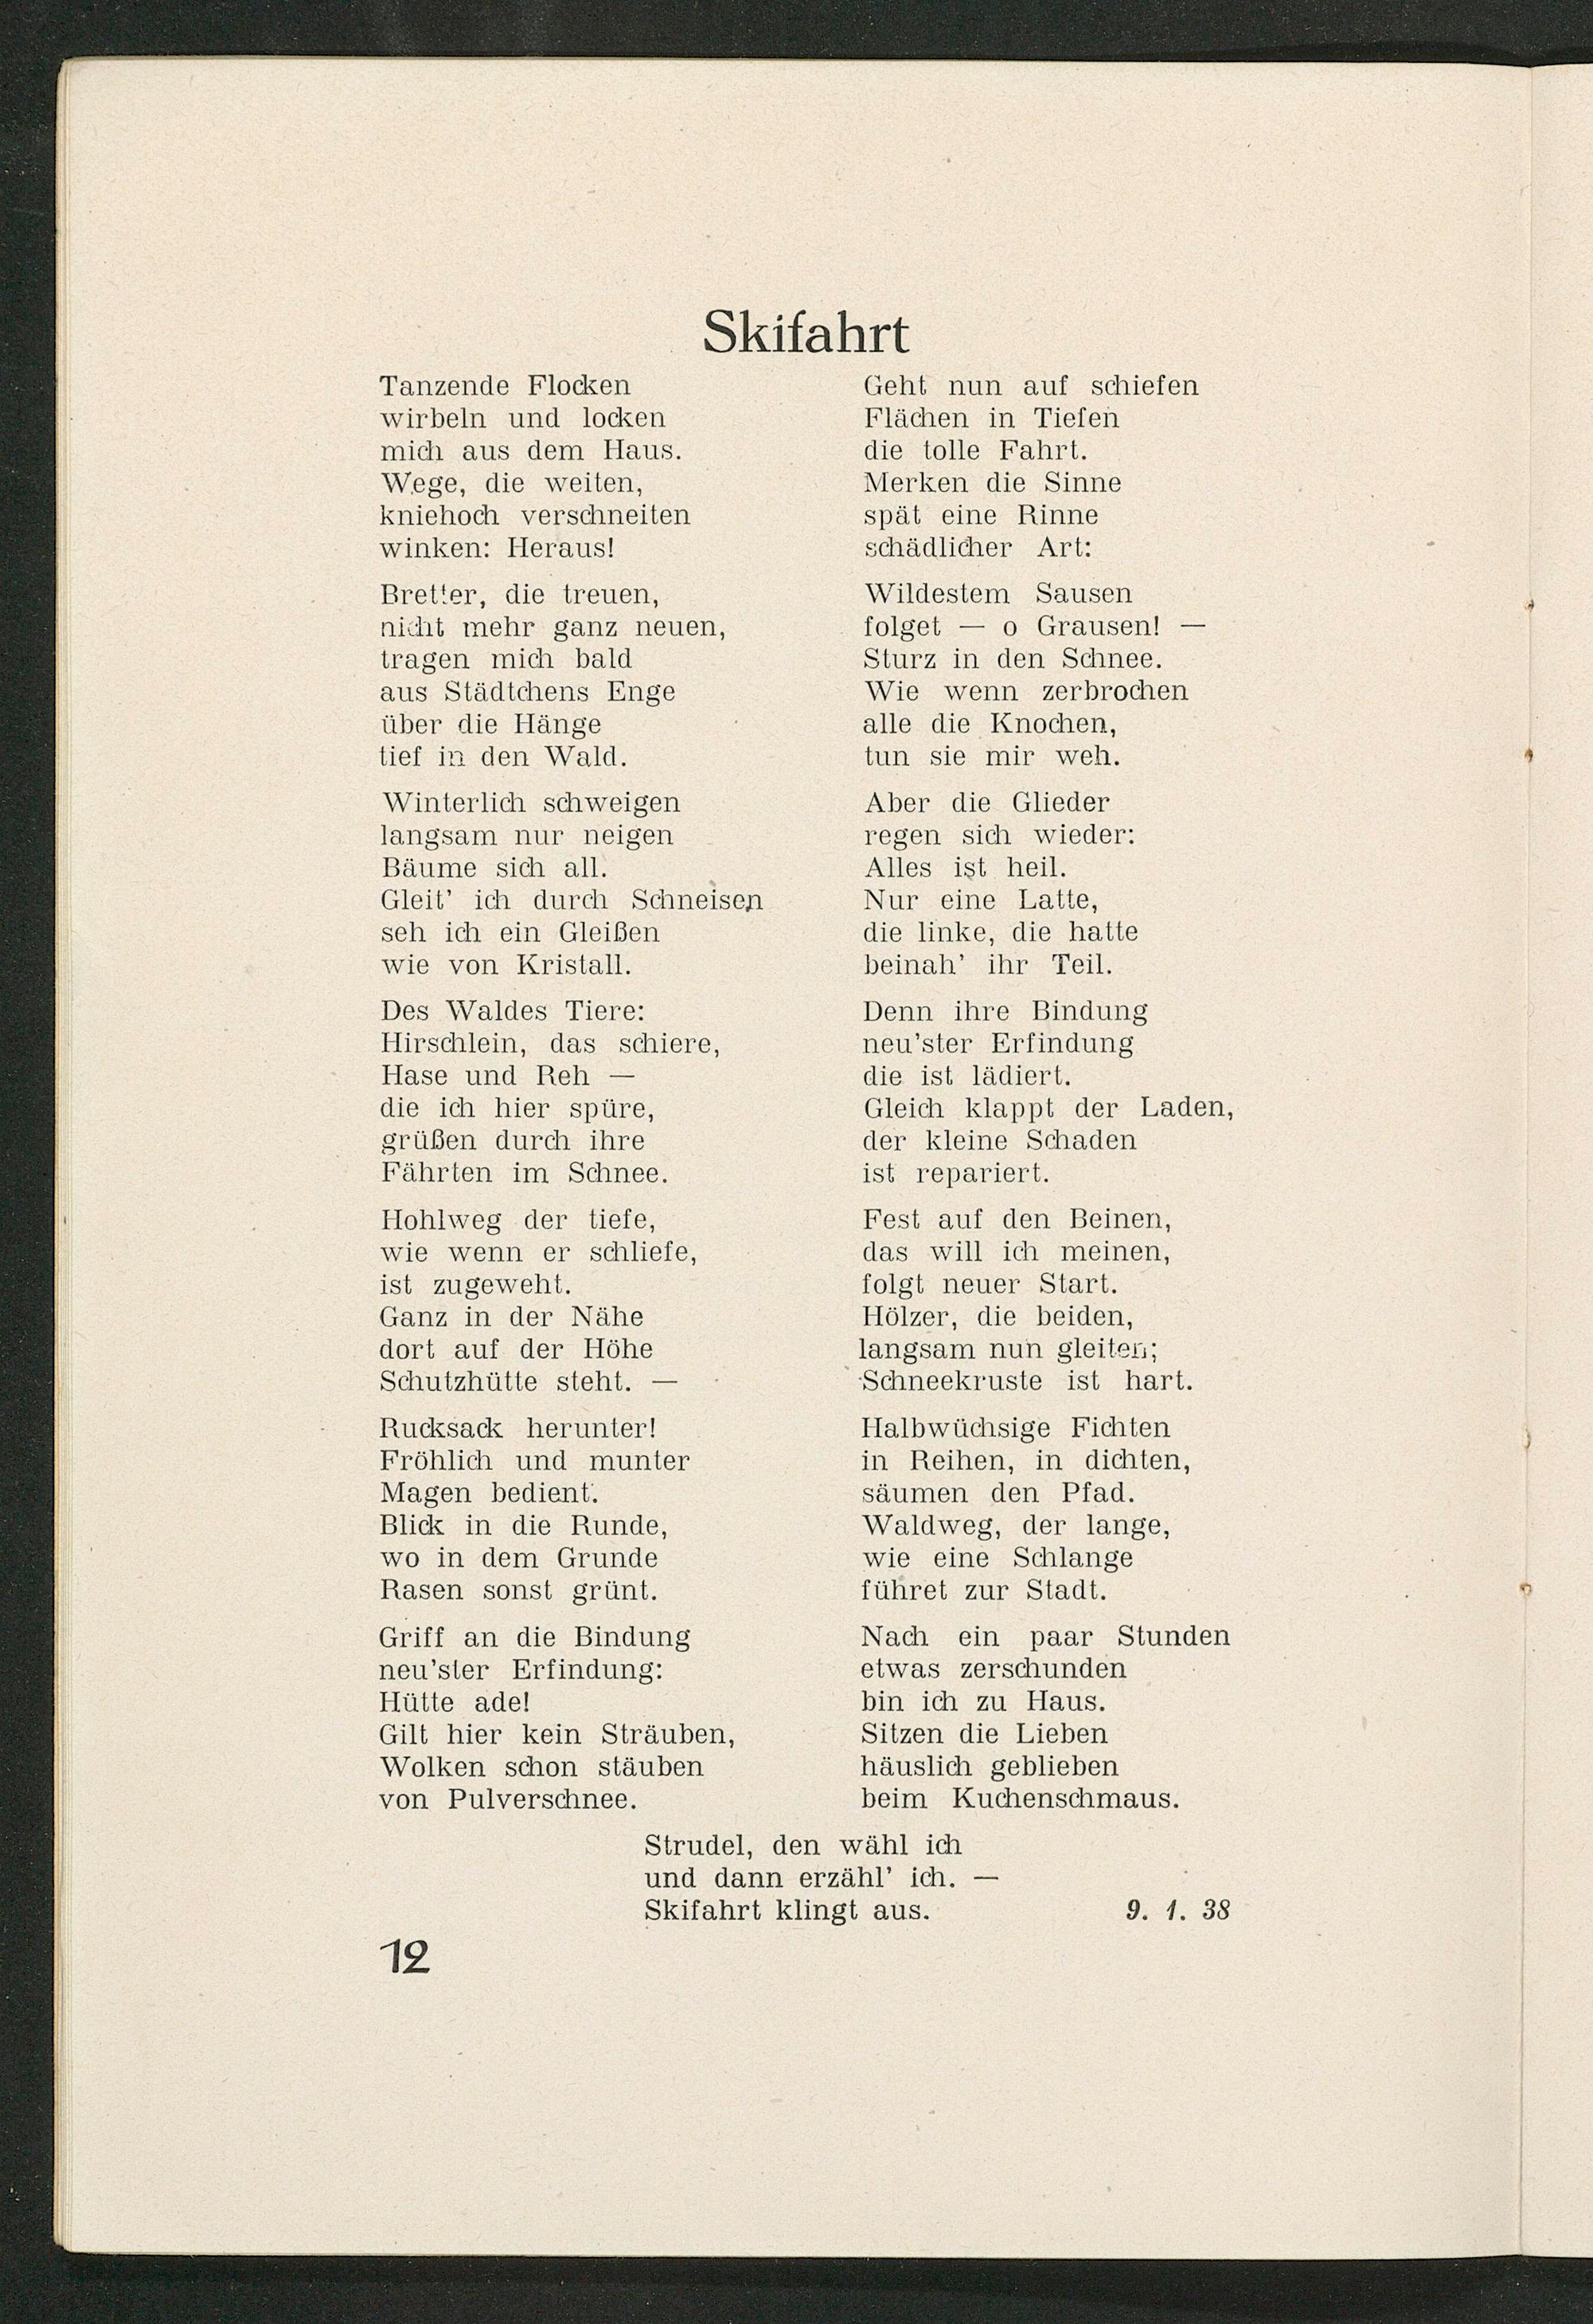 Skifahrt
Tanzende Flocken
wirbeln und locken
mich aus dem Haus.
Wege, die weiten,
kniehoch verschneiten
winken: Heraus!
Bretter, die treuen,
nicht mehr ganz neuen,
tragen mich bald
aus Städtchens Enge
über die Hänge
tief in den Wald.
Winterlich schweigen
langsam nur neigen
Bäume sich all.
Gleit' ich durch Schneisen
seh ich ein Gleißen
wie von Kristall.
Des Waldes Tiere:
Hirschlein, das schiere,
Hase und Reh —
die ich hier spüre,
grüßen durch ihre
Fährten im Schnee.
Hohlweg der tiefe,
wie wenn er schliefe,
ist zugeweht.
Ganz in der Nähe
dort auf der Höhe
Schutzhütte steht. —
Rucksack herunter!
Fröhlich und munter
Magen bedient.
Blick in die Runde,
wo in dem Grunde
Rasen sonst grünt.
Griff an die Bindung
neu'ster Erfindung:
Hütte ade!
Gilt hier kein Sträuben,
Wolken schon stäuben
von Pulverschnee.
Geht nun auf schiefen
Flächen in Tiefen
die tolle Fahrt.
Merken die Sinne
spät eine Rinne
schädlicher Art:
Wildestem Sausen
folget — o Grausen! —
Sturz in den Schnee.
Wie wenn zerbrochen
alle die Knochen,
tun sie mir weh.
Aber die Glieder
regen sich wieder:
Alles ist heil.
Nur eine Latte,
die linke, die hatte
beinah' ihr Teil.
Denn ihre Bindung
neu'ster Erfindung
die ist lädiert.
Gleich klappt der Laden,
der kleine Schaden
ist repariert.
Fest auf den Beinen,
das will ich meinen,
folgt neuer Start.
Hölzer, die beiden,
langsam nun gleiten;
Schneekruste ist hart.
Halbwüchsige Fichten
in Reihen, in dichten,
säumen den Pfad.
Waldweg, der lange,
wie eine Schlange
führet zur Stadt.
Nach ein paar Stunden
etwas zerschunden
bin ich zu Haus.
Sitzen die Lieben
häuslich geblieben
beim Kuchenschmaus.
Strudel, den wähl ich
und dann erzähl' ich. —
Skifahrt klingt aus.
9. 1. 38
12